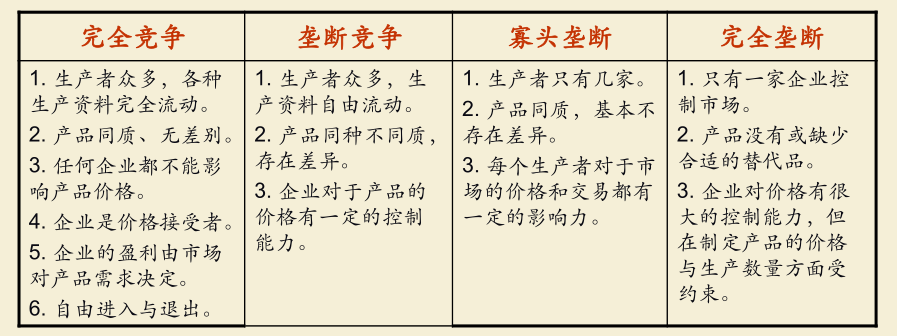 完全竞争
1. 生产者众多，各种
生产资料完全流动。
2. 产品同质、无差别。
3. 任何企业都不能影
响产品价格。
4. 企业是价格接受者。
5. 企业的盈利由市场
对产品需求决定。
6. 自由进入与退出。
垄断竞争
1. 生产者众多，生
产资料自由流动。
2. 产品同种不同质，
存在差异。
3. 企业对于产品的
价格有一定的控制
能力。
寡头垄断
1. 生产者只有几家。
2. 产品同质，基本不
存在差异。
3. 每个生产者对于市
场的价格和交易都有
一定的影响力。
完全垄断
1. 只有一家企业控
制市场。
2. 产品没有或缺少
合适的替代品。
3. 企业对价格有很
大的控制能力，但
在制定产品的价格
与生产数量方面受
约束。